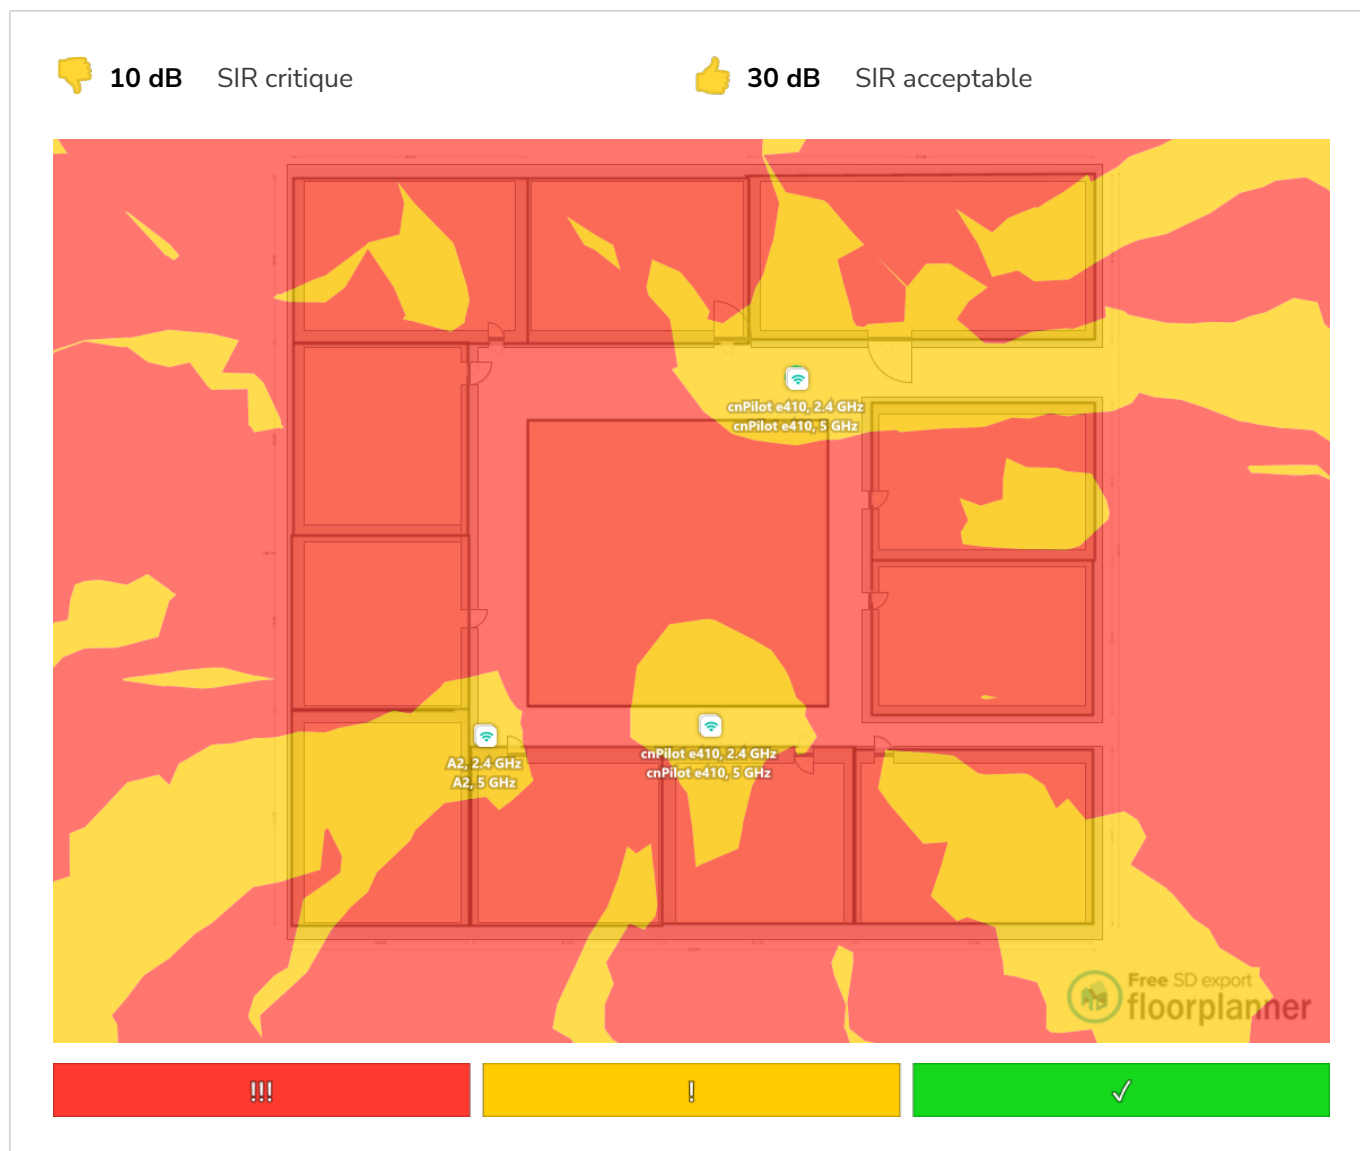 10 dB SIR critique
30 dB SIR acceptable
cnPilot e410, 2.4 GHz
cnPilot e410, 5 GHz
A2, 2.4 GHz
A2, 5 GHz
cnPilot e410, 2.4 GHz
cnPilot e410, 5 GHz
Free SD export
floorplanner
!!!
!
✓